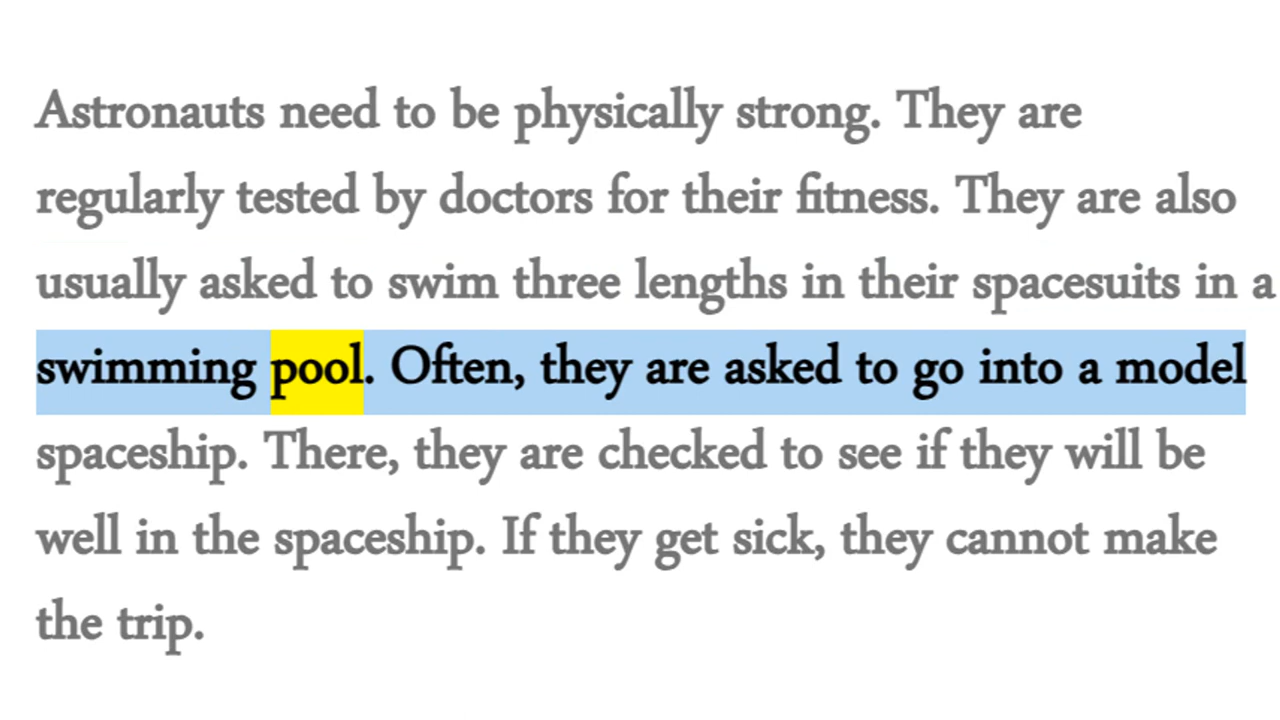 Astronauts need to be physically strong. They are
regularly tested by doctors for their fitness. They are also
usually asked to swim three lengths in their spacesuits in a
swimming pool. Often, they are asked to go into a model
spaceship. There, they are checked to see if they will be
well in the spaceship. If they get sick, they cannot make
the trip.